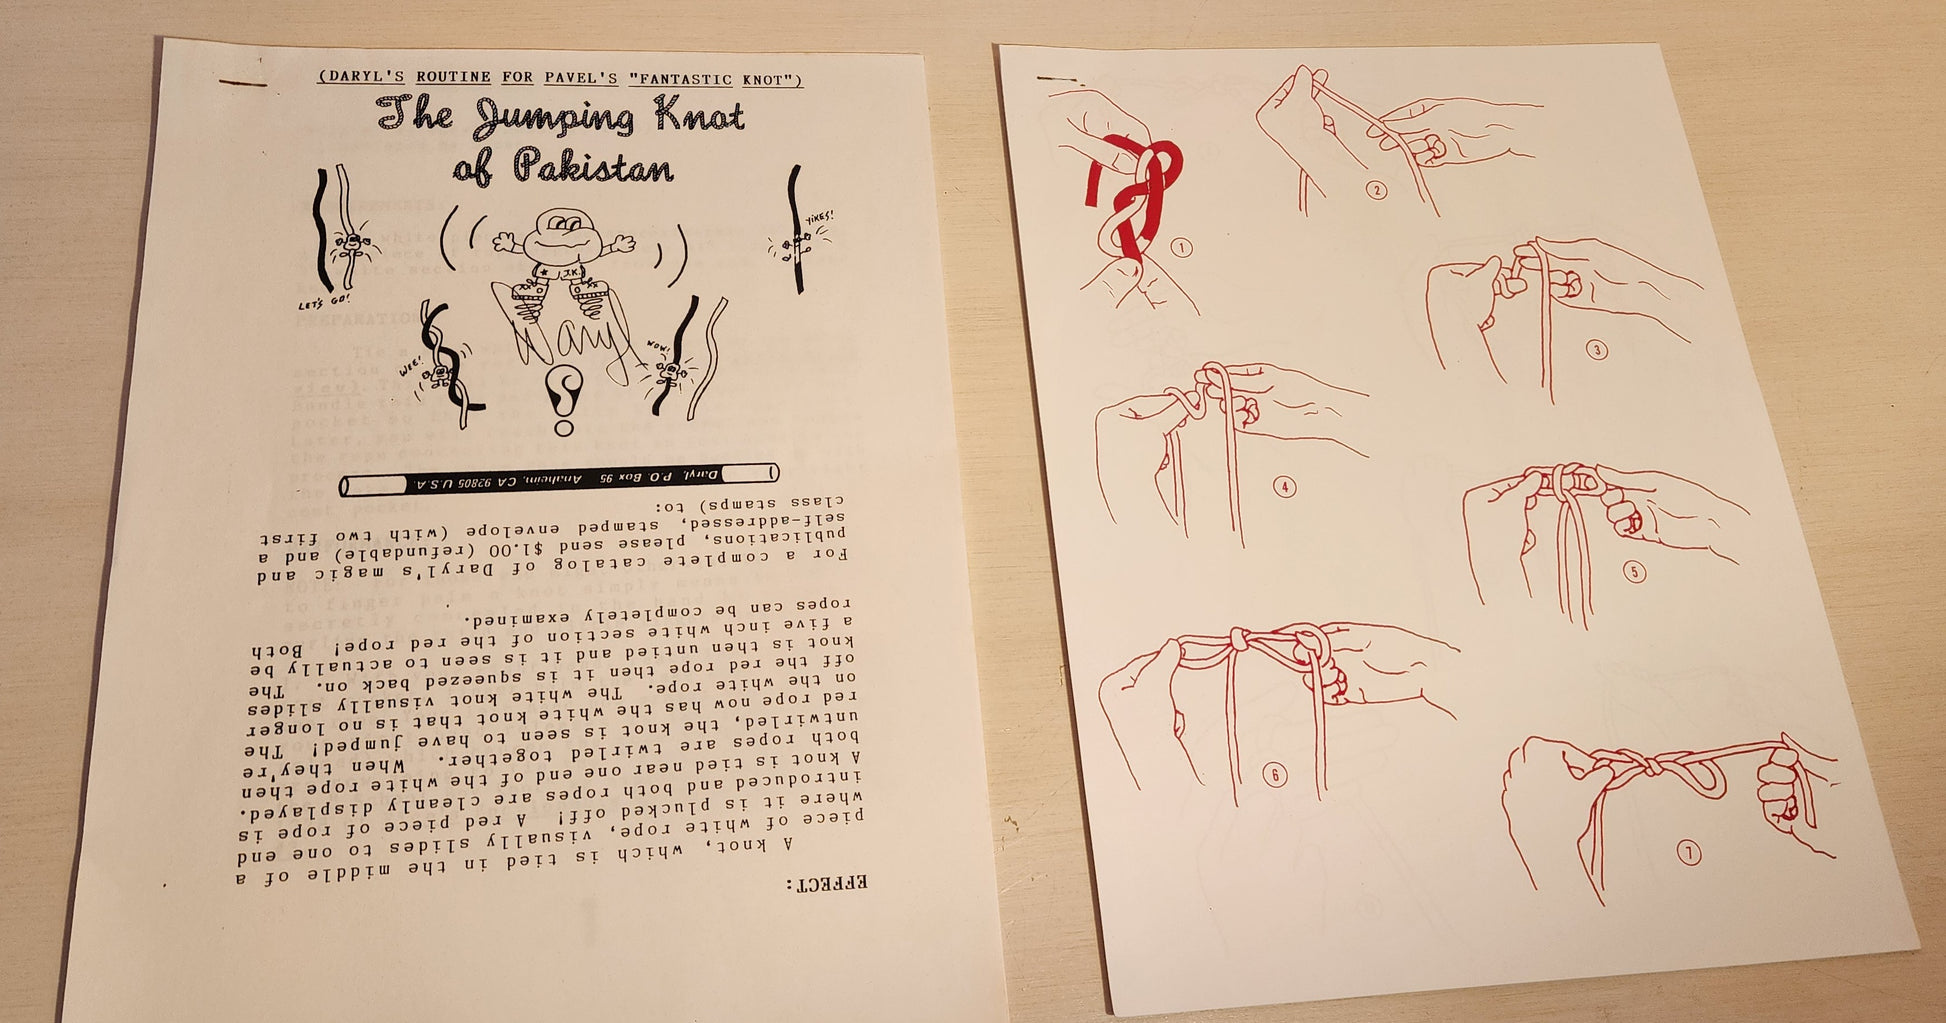 (DARYL'S ROUTINE FOR PAVEL'S "FANTASTIC KNOT")
The Jumping Knot
of Pakistan
YIKES!
LET'S GO!
J.K.
WEE!
WOW!
Daryl
EFFECT:
A knot, which is tied in the middle of a
piece of white rope, visually slides to one end
where it is plucked off! A red piece of rope is
introduced and both ropes are cleanly displayed.
A knot is tied near one end of the white rope then
both ropes are twirled together. When they're
untwirled, the knot is seen to have jumped! The
red rope now has the white knot that is no longer
on the white rope. The white knot visually slides
off the red rope then it is squeezed back on. The
knot is then untied and it is seen to actually be
a five inch white section of the red rope! Both
ropes can be completely examined.
For a complete catalog of Daryl's magic and
publications, please send $1.00 (refundable) and a
self-addressed, stamped envelope (with two first
class stamps) to:
Daryl, P.O. Box 95 Anaheim, CA 92805 U.S.A.
1
2
3
4
5
6
7